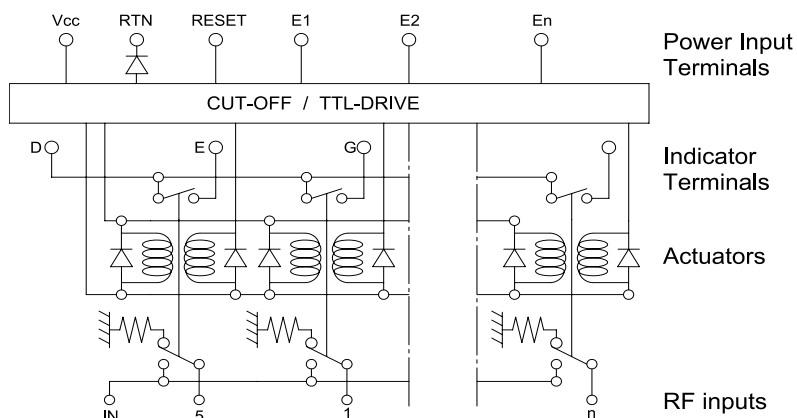 Vcc RTN RESET E1 E2 En
Power Input
Terminals
CUT-OFF / TTL-DRIVE
D E G
Indicator
Terminals
Actuators
IN 5 1 n
RF inputs